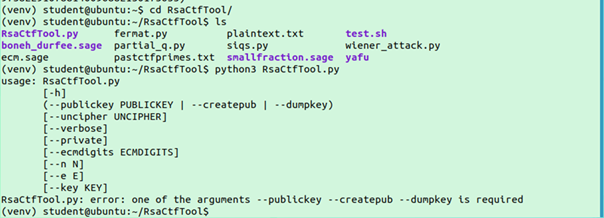 (venv) student@ubuntu:~$ cd RsaCtfTool/
(venv) student@ubuntu:~/RsaCtfTool$ ls
RsaCtfTool.py fermat.py plaintext.txt test.sh
boneh_durfee.sage partial_q.py siqs.py wiener_attack.py
ecm.sage pastctfprimes.txt smallfraction.sage yafu
(venv) student@ubuntu:~/RsaCtfTool$ python3 RsaCtfTool.py
usage: RsaCtfTool.py
[-h]
(--publickey PUBLICKEY | --createpub | --dumpkey)
[--uncipher UNCIPHER]
[--verbose]
[--private]
[--ecmdigits ECMDIGITS]
[--n N]
[--e E]
[--key KEY]
RsaCtfTool.py: error: one of the arguments --publickey --createpub --dumpkey is required
(venv) student@ubuntu:~/RsaCtfTool$